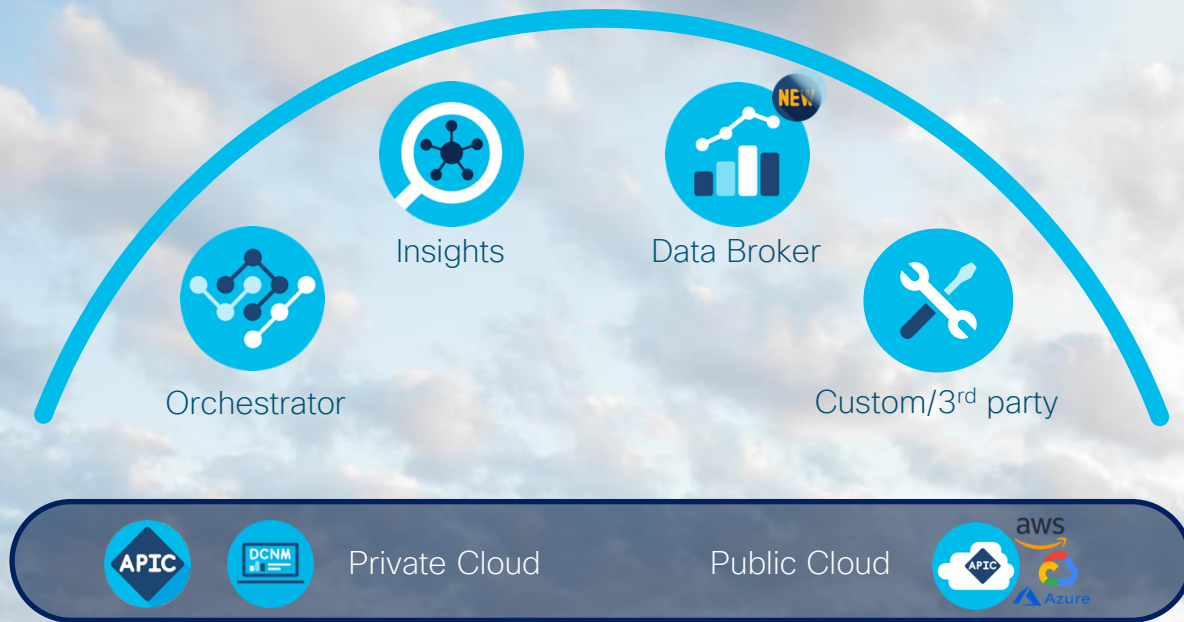 NEW
Insights
Data Broker
Orchestrator
Custom/3rd party
APIC
DCNM
Private Cloud
Public Cloud
APIC
aws
Azure